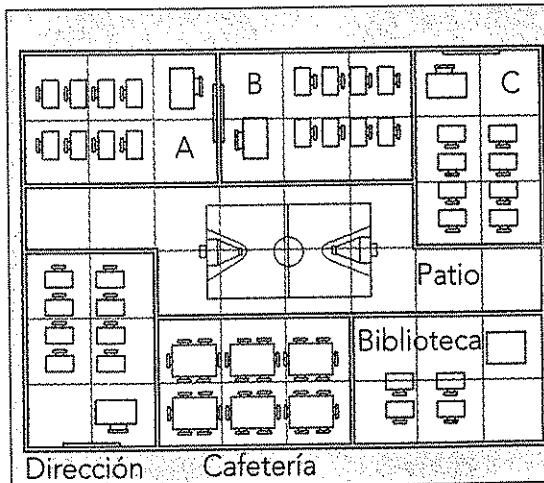 B
C
A
Patio
Biblioteca
Dirección
Cafetería